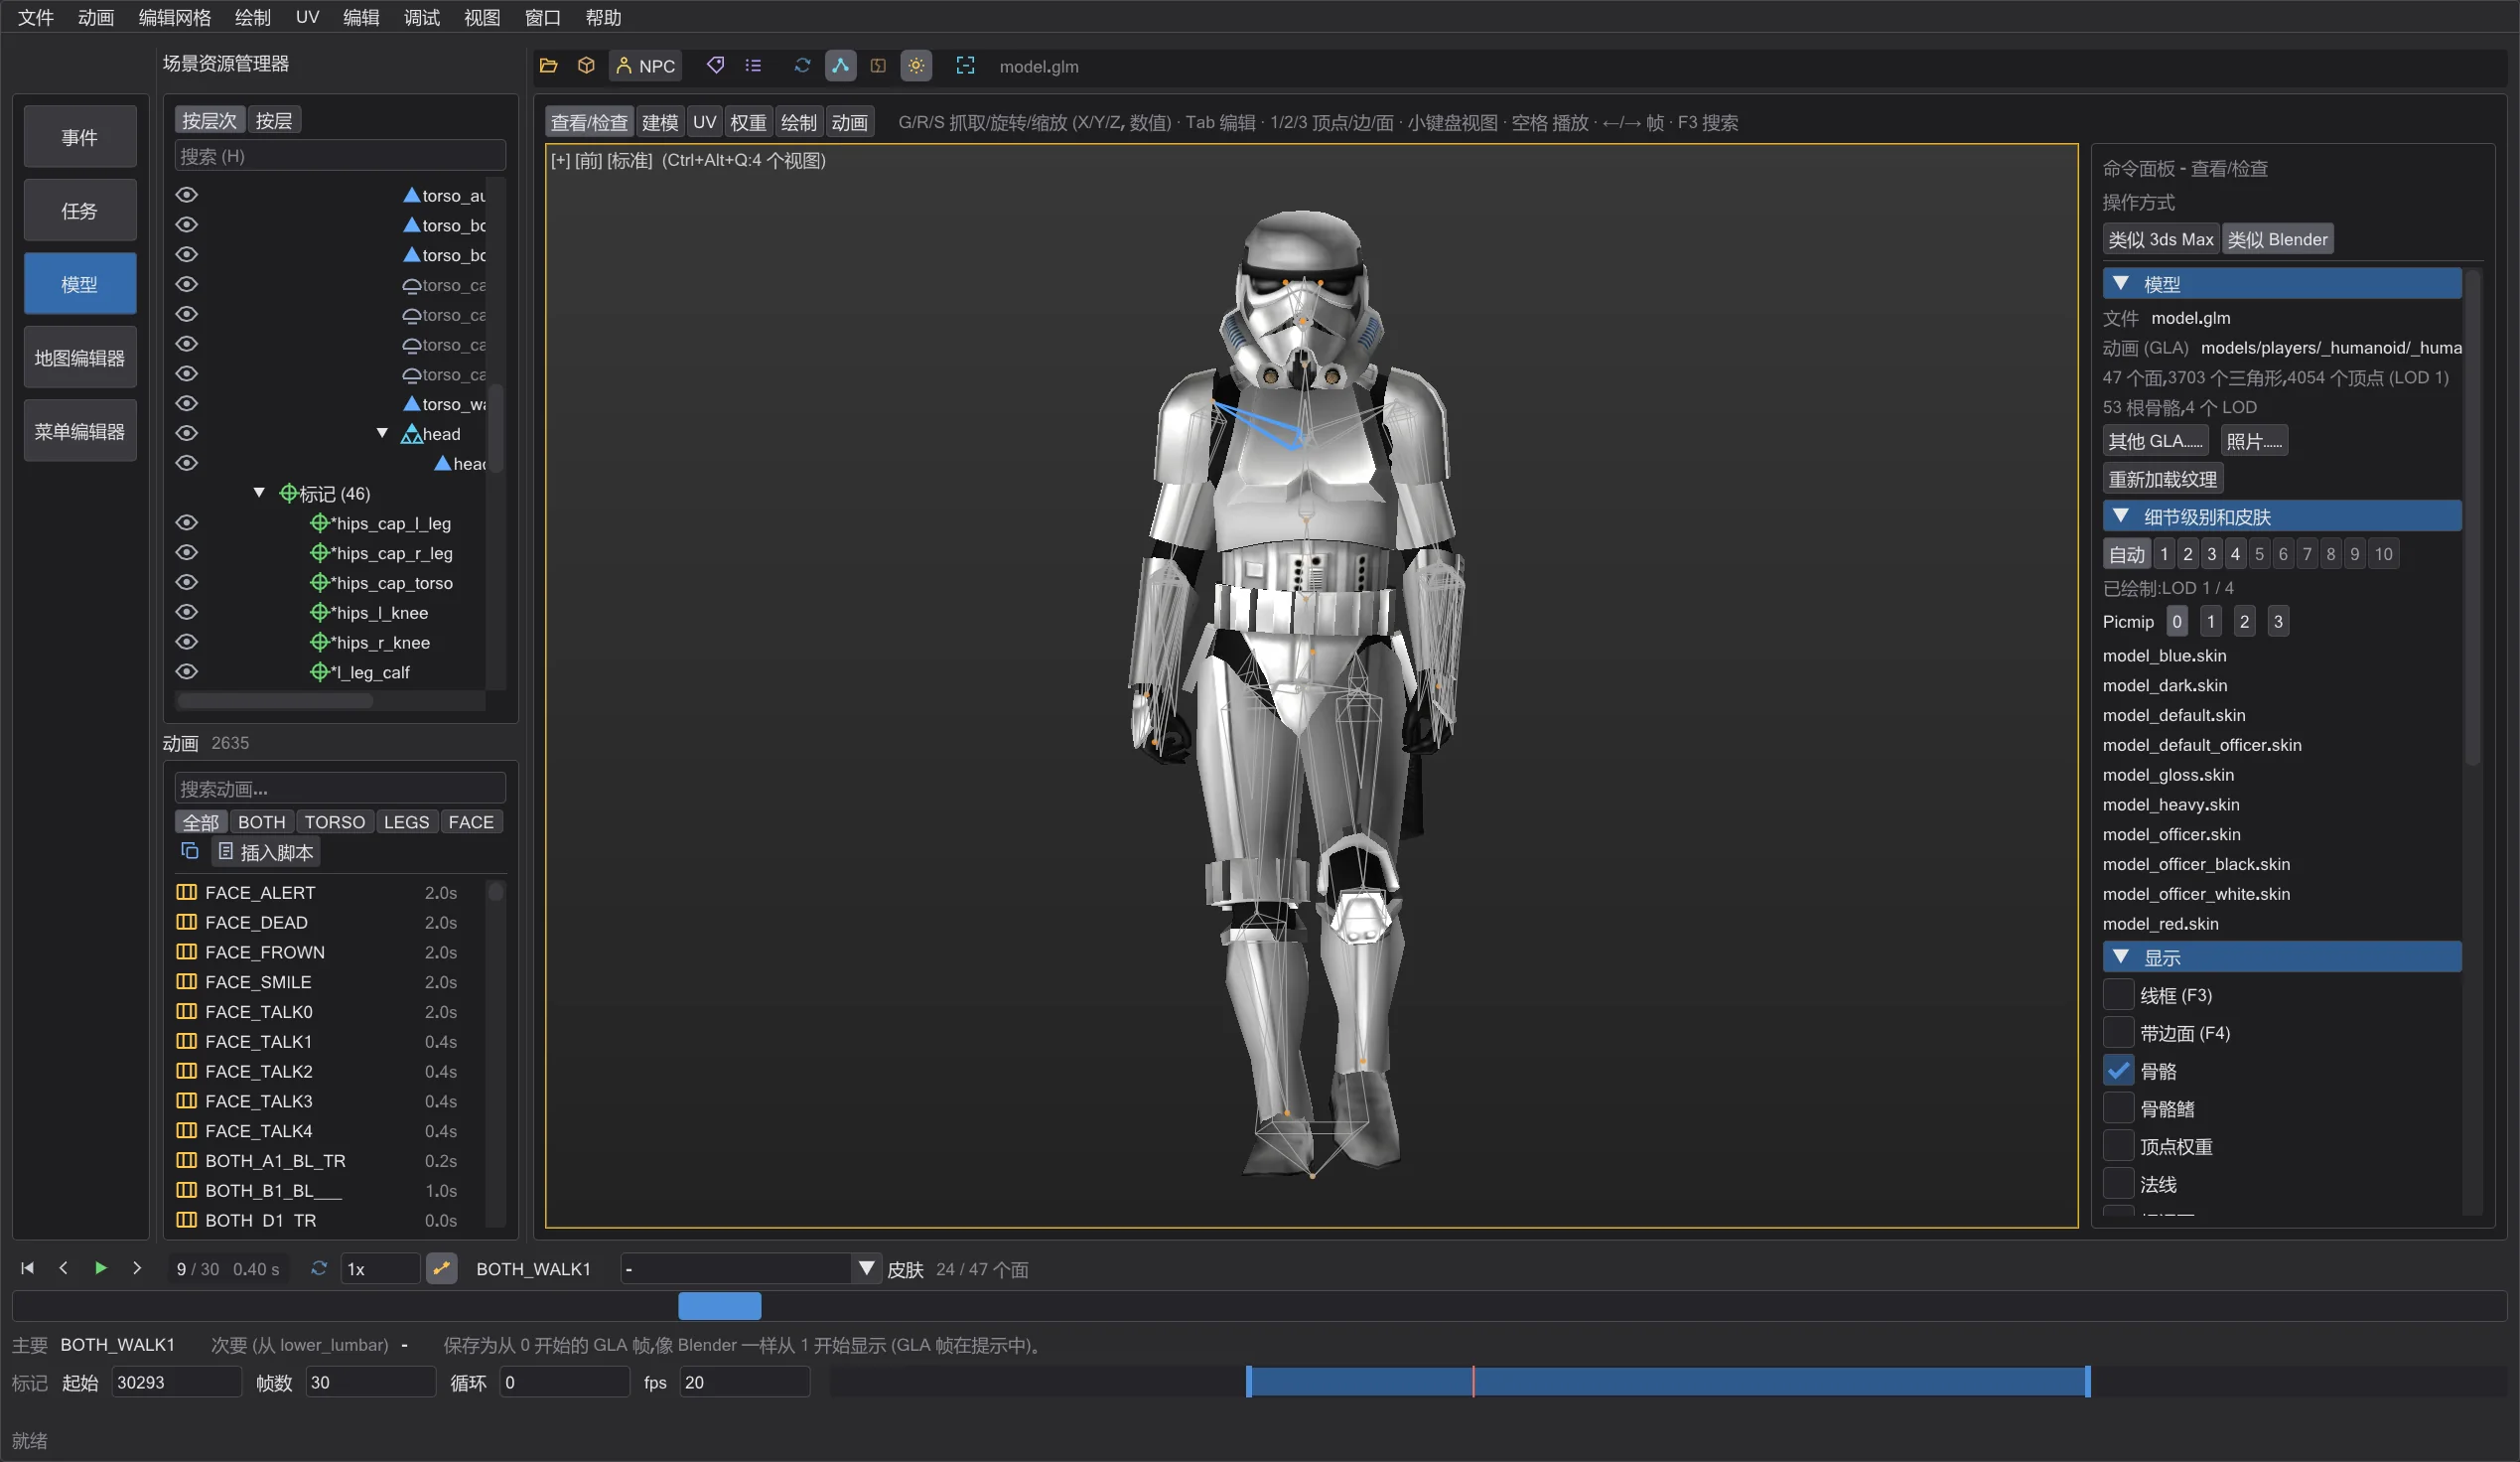 文件 动画 编辑网格 绘制 UV 编辑 调试 视图 窗口 帮助
场景资源管理器
NPC model.glm
事件
任务
模型
地图编辑器
菜单编辑器
按层次 按层
搜索 (H)
torso_au
torso_bo
torso_bo
torso_ca
torso_ca
torso_ca
torso_ca
torso_wa
head
head
标记 (46)
*hips_cap_l_leg
*hips_cap_r_leg
*hips_cap_torso
*hips_l_knee
*hips_r_knee
*l_leg_calf
动画 2635
搜索动画...
全部 BOTH TORSO LEGS FACE
插入脚本
FACE_ALERT 2.0s
FACE_DEAD 2.0s
FACE_FROWN 2.0s
FACE_SMILE 2.0s
FACE_TALK0 2.0s
FACE_TALK1 0.4s
FACE_TALK2 0.4s
FACE_TALK3 0.4s
FACE_TALK4 0.4s
BOTH_A1_BL_TR 0.2s
BOTH_B1_BL___ 1.0s
BOTH_D1_TR 0.0s
查看/检查 建模 UV 权重 绘制 动画 G/R/S 抓取/旋转/缩放 (X/Y/Z, 数值) · Tab 编辑 · 1/2/3 顶点/边/面 · 小键盘视图 · 空格 播放 · ←/→ 帧 · F3 搜索
[+] [前] [标准] (Ctrl+Alt+Q:4 个视图)
命令面板 - 查看/检查
操作方式
类似 3ds Max 类似 Blender
模型
文件 model.glm
动画 (GLA) models/players/_humanoid/_huma
47 个面,3703 个三角形,4054 个顶点 (LOD 1)
53 根骨骼,4 个 LOD
其他 GLA...... 照片......
重新加载纹理
细节级别和皮肤
自动 1 2 3 4 5 6 7 8 9 10
已绘制:LOD 1 / 4
Picmip 0 1 2 3
model_blue.skin
model_dark.skin
model_default.skin
model_default_officer.skin
model_gloss.skin
model_heavy.skin
model_officer.skin
model_officer_black.skin
model_officer_white.skin
model_red.skin
显示
线框 (F3)
带边面 (F4)
骨骼
骨骼鳍
顶点权重
法线
9 / 30 0.40 s 1x BOTH_WALK1 - 皮肤 24 / 47 个面
主要 BOTH_WALK1 次要 (从 lower_lumbar) - 保存为从 0 开始的 GLA 帧,像 Blender 一样从 1 开始显示 (GLA 帧在提示中)。
标记 起始 30293 帧数 30 循环 0 fps 20
就绪